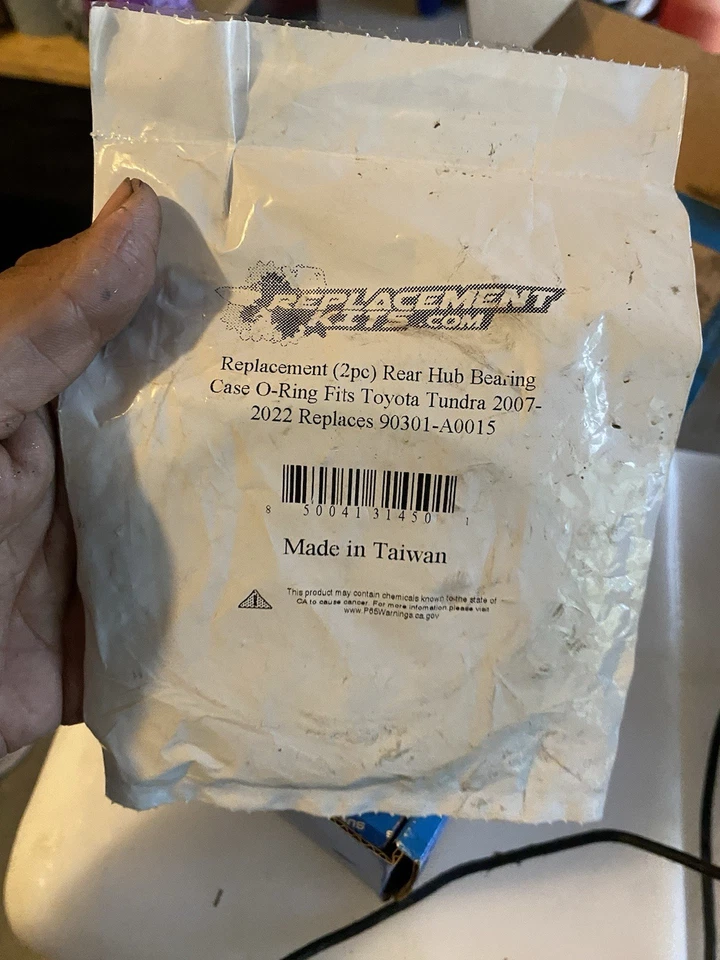 REPLACEMENT
KITS.COM
Replacement (2pc) Rear Hub Bearing
Case O-Ring Fits Toyota Tundra 2007-
2022 Replaces 90301-A0015
8 50041 31450 1
Made in Taiwan
This product may contain chemicals known to the state of
CA to cause cancer. For more infomation please visit
www.P65Warnings.ca.gov